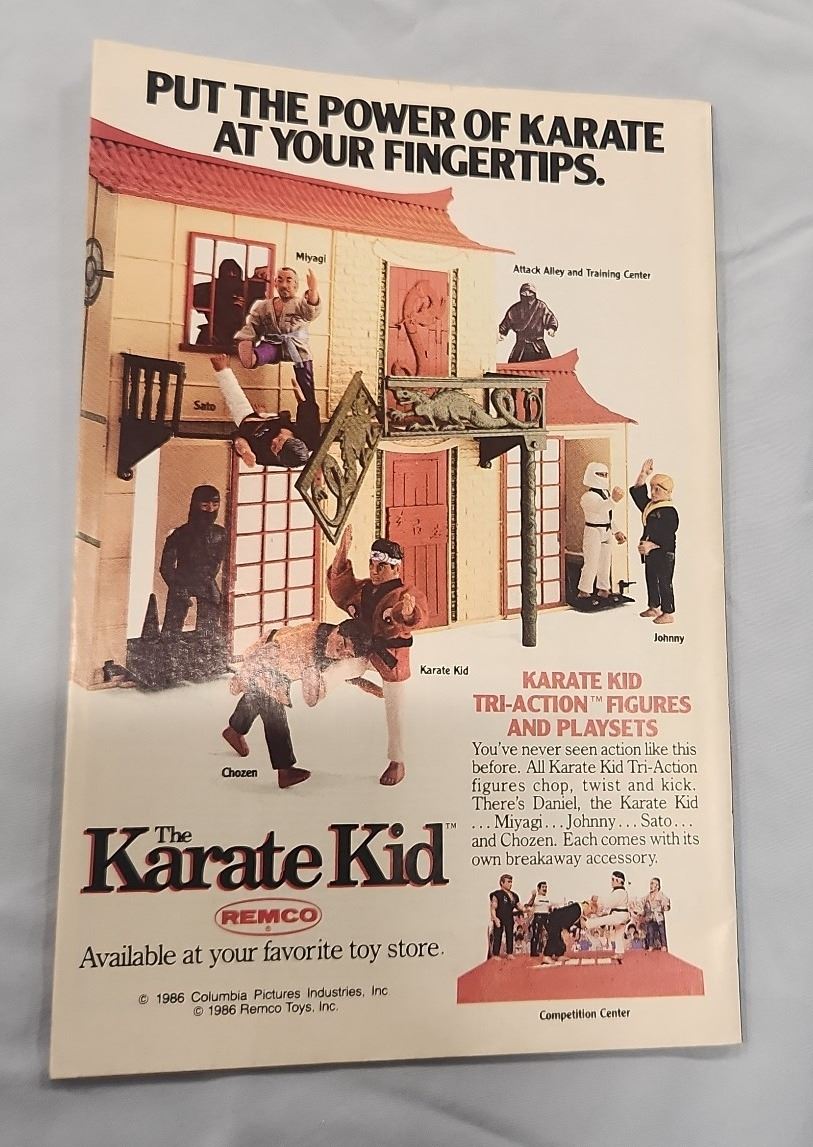 PUT THE POWER OF KARATE
AT YOUR FINGERTIPS.
Miyagi
Attack Alley and Training Center
Sato
Johnny
Karate Kid
Chozen
KARATE KID
TRI-ACTION™ FIGURES
AND PLAYSETS
You've never seen action like this
before. All Karate Kid Tri-Action
figures chop, twist and kick.
There's Daniel, the Karate Kid
...Miyagi...Johnny...Sato...
and Chozen. Each comes with its
own breakaway accessory.
The
Karate Kid™
REMCO
®
Available at your favorite toy store.
© 1986 Columbia Pictures Industries, Inc
© 1986 Remco Toys, Inc.
Competition Center